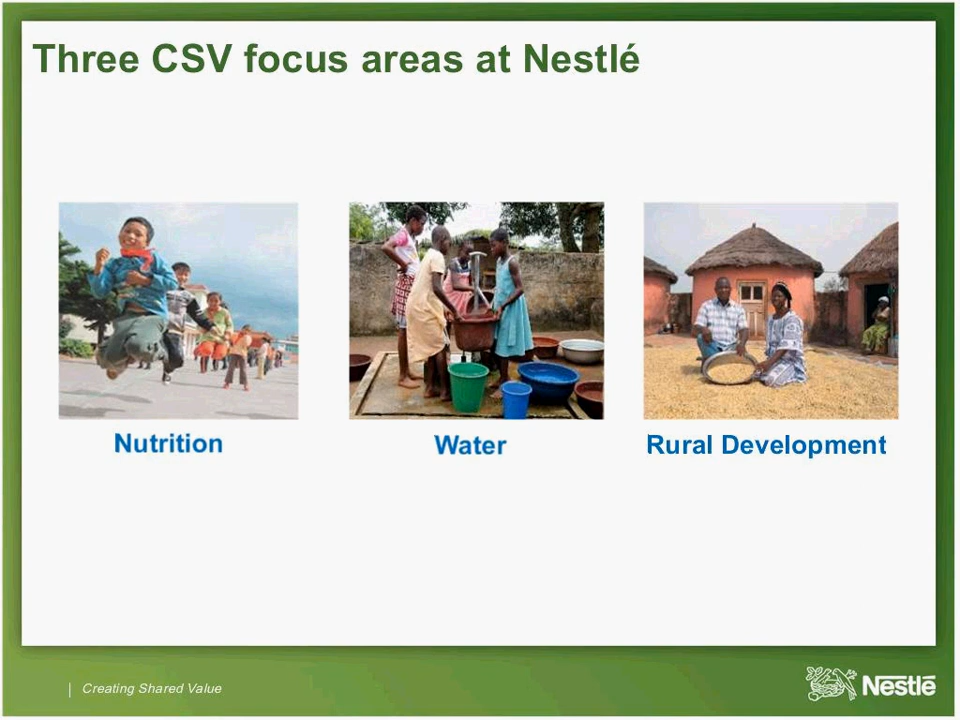 Three CSV focus areas at Nestlé
Nutrition
Water
Rural Development
| Creating Shared Value
Nestlé